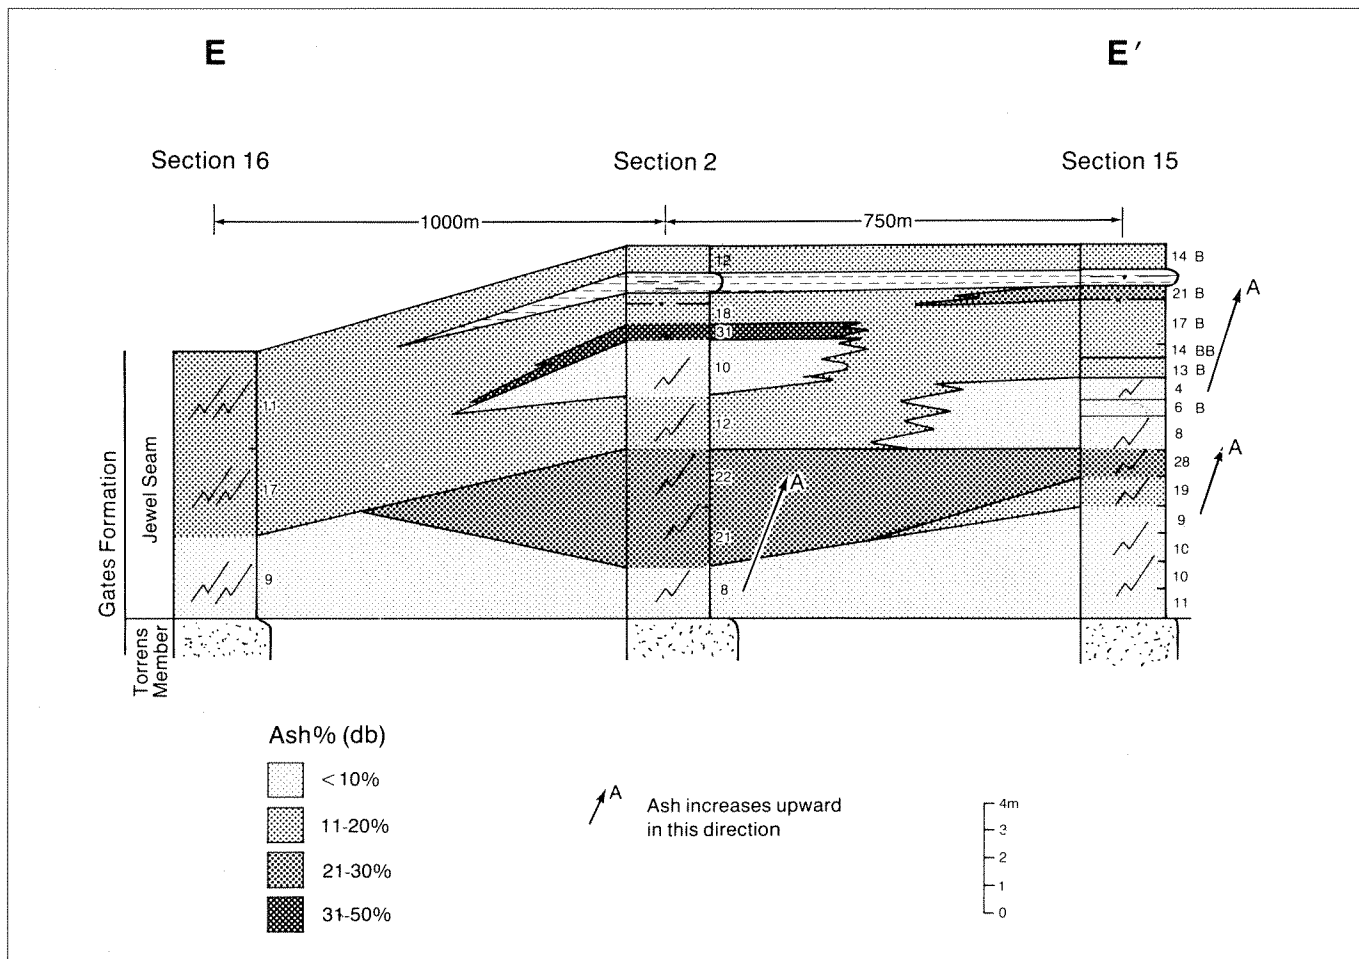 E
E′
Section 16
Section 2
Section 15
1000m
750m
11
17
9
12
18
31
10
12
22
21
8
14 B
21 B
17 B
14 BB
13 B
4
6 B
8
28
19
9
10
10
11
A
A
A
Gates Formation
Jewel Seam
Torrens
Member
Ash% (db)
<10%
11-20%
21-30%
31-50%
A
Ash increases upward
in this direction
4m
3
2
1
0